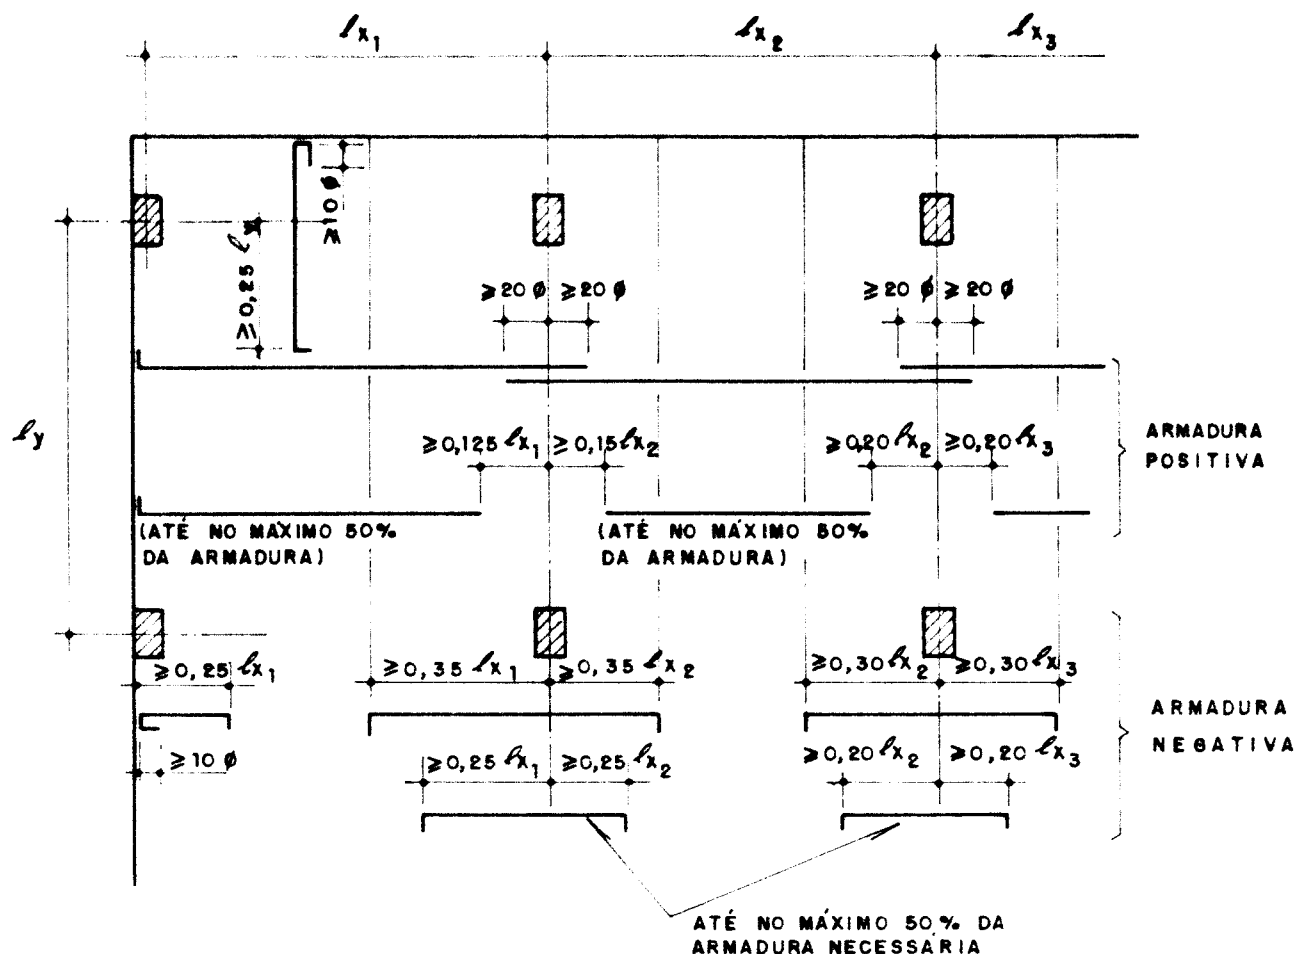 ℓx1 ℓx2 ℓx3
≥10 ϕ
≥0,25 ℓy
≥20 ϕ ≥20 ϕ ≥20 ϕ ≥20 ϕ
ℓy
≥0,125 ℓx1 ≥0,15 ℓx2 ≥0,20 ℓx2 ≥0,20 ℓx3
ARMADURA
POSITIVA
(ATÉ NO MÁXIMO 50% (ATÉ NO MÁXIMO 50%
DA ARMADURA) DA ARMADURA)
≥0,25 ℓx1 ≥0,35 ℓx1 ≥0,35 ℓx2 ≥0,30 ℓx2 ≥0,30 ℓx3
ARMADURA
NEGATIVA
≥10 ϕ ≥0,25 ℓx1 ≥0,25 ℓx2 ≥0,20 ℓx2 ≥0,20 ℓx3
ATÉ NO MÁXIMO 50% DA
ARMADURA NECESSÁRIA